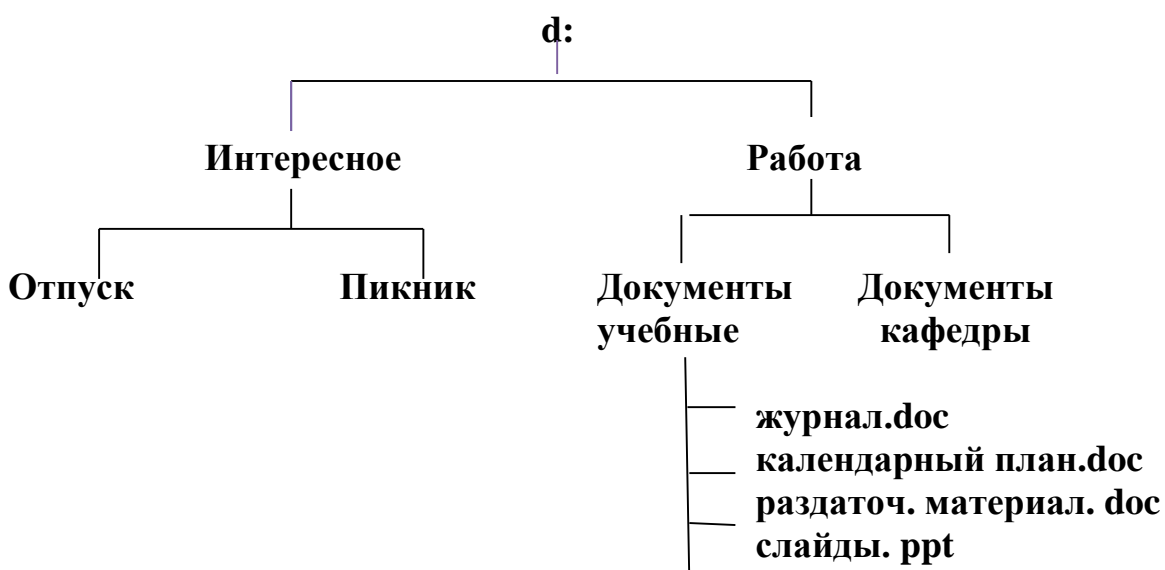 d:
Интересное Работа
Отпуск Пикник Документы учебные Документы кафедры
журнал.doc
календарный план.doc
раздаточ. материал. doc
слайды. ppt